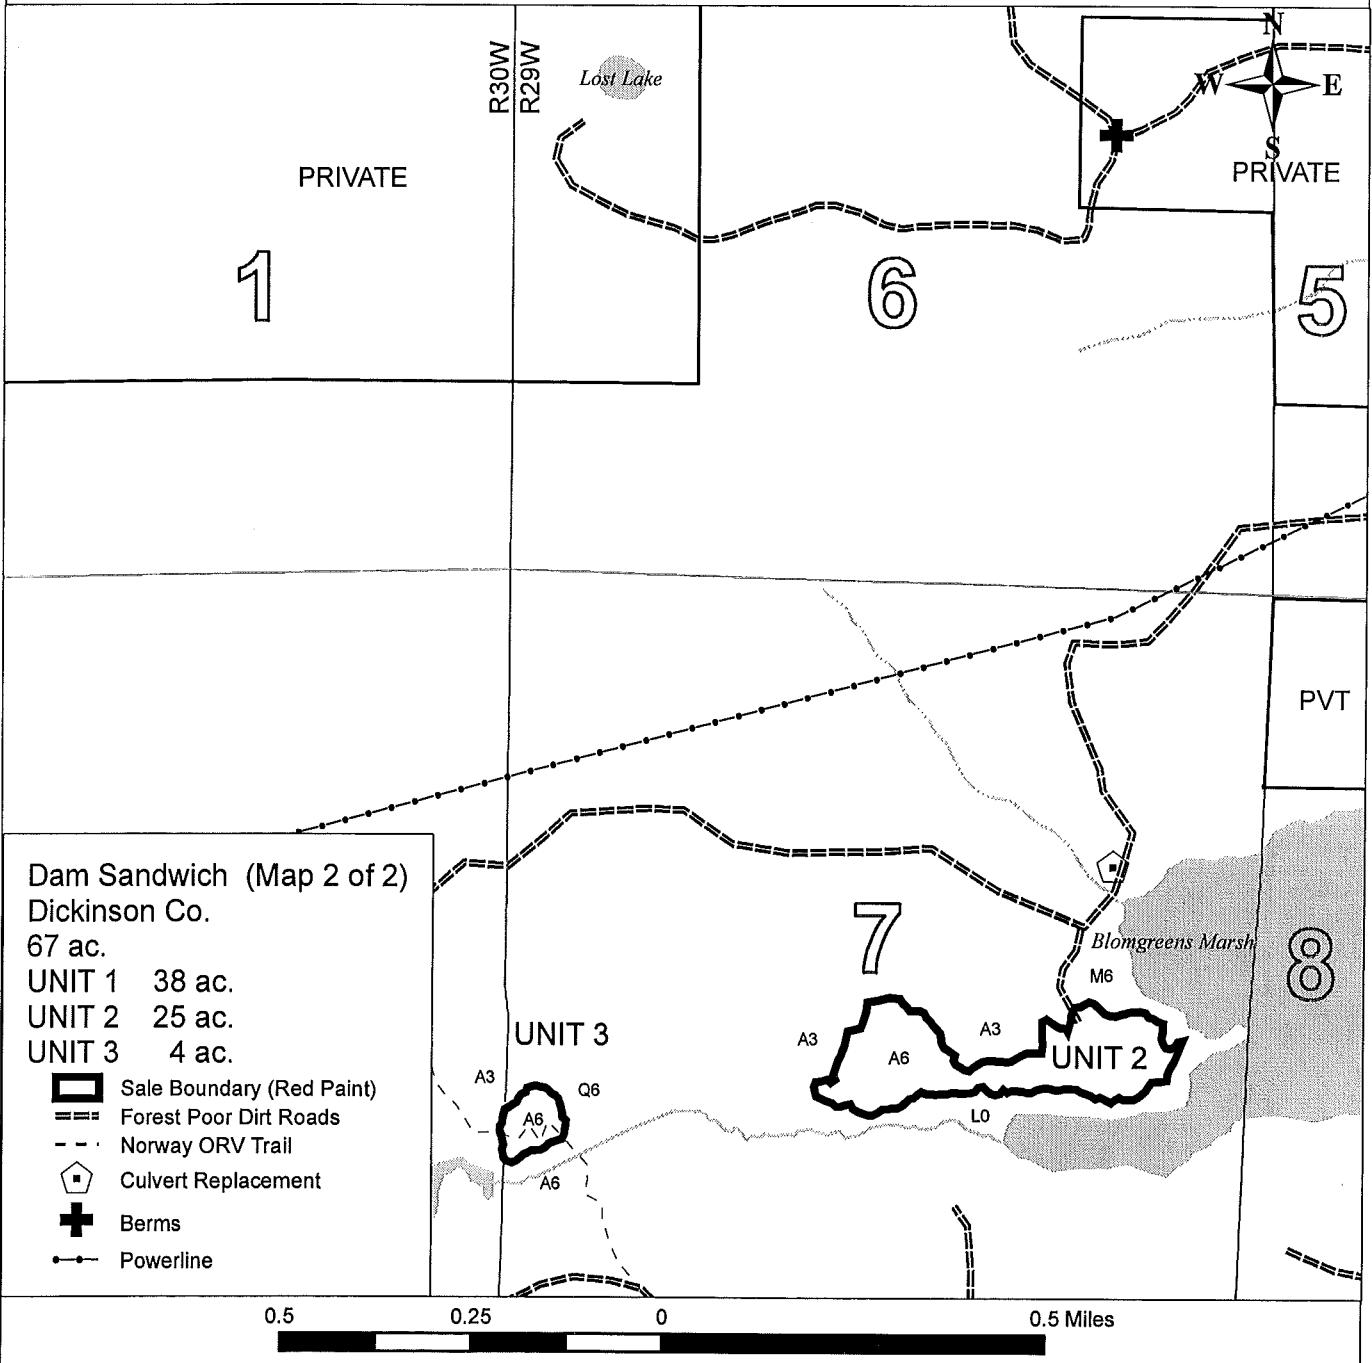 N
W
E
S
R30W
R29W
Lost Lake
PRIVATE
PRIVATE
1
6
5
PVT
7
8
Blomgreens Marsh
M6
UNIT 3
A3
Q6
A6
A6
A3
A6
A3
UNIT 2
L0
Dam Sandwich (Map 2 of 2)
Dickinson Co.
67 ac.
UNIT 1 38 ac.
UNIT 2 25 ac.
UNIT 3 4 ac.
Sale Boundary (Red Paint)
Forest Poor Dirt Roads
Norway ORV Trail
Culvert Replacement
Berms
Powerline
0.5 0.25 0 0.5 Miles